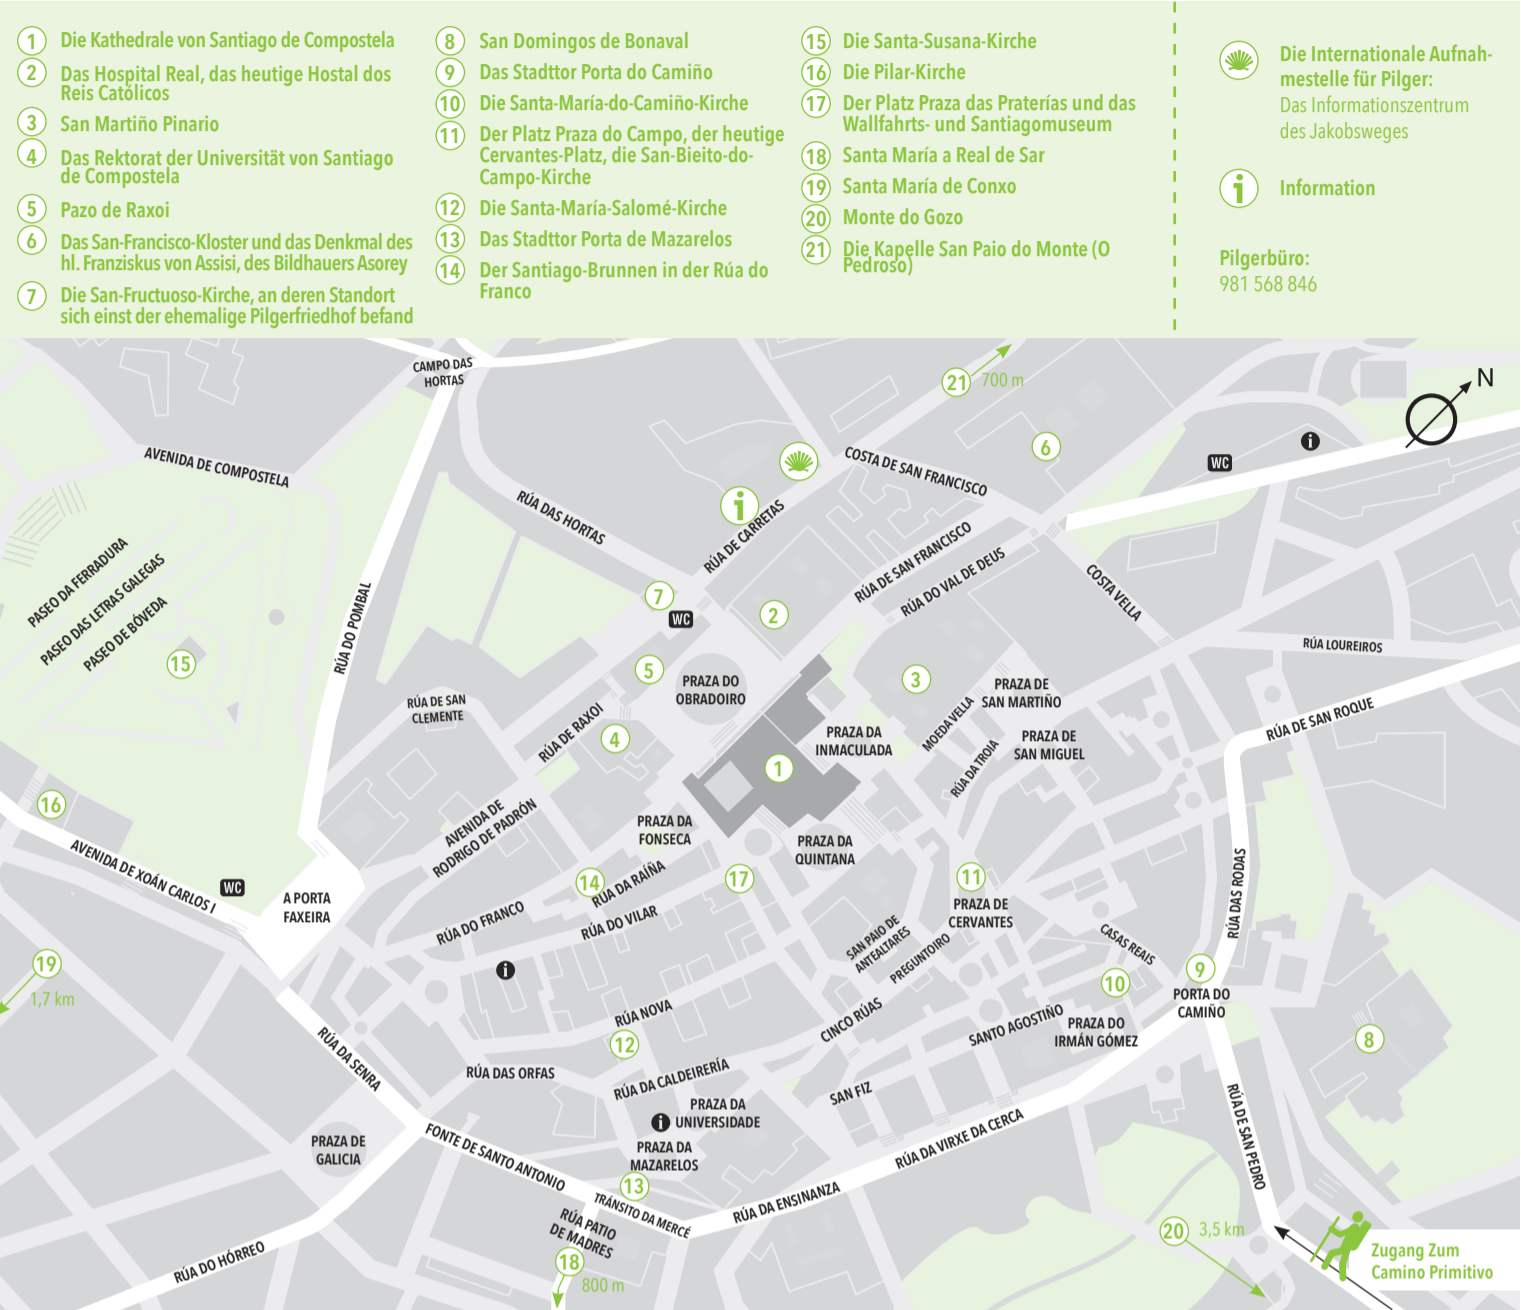 1 Die Kathedrale von Santiago de Compostela
2 Das Hospital Real, das heutige Hostal dos
Reis Católicos
3 San Martiño Pinario
4 Das Rektorat der Universität von Santiago
de Compostela
5 Pazo de Raxoi
6 Das San-Francisco-Kloster und das Denkmal des
hl. Franziskus von Assisi, des Bildhauers Asorey
7 Die San-Fructuoso-Kirche, an deren Standort
sich einst der ehemalige Pilgerfriedhof befand
8 San Domingos de Bonaval
9 Das Stadttor Porta do Camiño
10 Die Santa-María-do-Camiño-Kirche
11 Der Platz Praza do Campo, der heutige
Cervantes-Platz, die San-Bieito-do-
Campo-Kirche
12 Die Santa-María-Salomé-Kirche
13 Das Stadttor Porta de Mazarelos
14 Der Santiago-Brunnen in der Rúa do
Franco
15 Die Santa-Susana-Kirche
16 Die Pilar-Kirche
17 Der Platz Praza das Praterías und das
Wallfahrts- und Santiagomuseum
18 Santa María a Real de Sar
19 Santa María de Conxo
20 Monte do Gozo
21 Die Kapelle San Paio do Monte (O
Pedroso)
Die Internationale Aufnah-
mestelle für Pilger:
Das Informationszentrum
des Jakobsweges
i Information
Pilgerbüro:
981 568 846
CAMPO DAS
HORTAS
21 700 m
N
AVENIDA DE COMPOSTELA
COSTA DE SAN FRANCISCO
6
WC
i
i
RÚA DAS HORTAS
RÚA DE CARRETAS
RÚA DE SAN FRANCISCO
RÚA DO VAL DE DEUS
COSTA VELLA
PASEO DA FERRADURA
PASEO DAS LETRAS GALEGAS
PASEO DE BÓVEDA
RÚA DO POMBAL
7
WC
2
15
5
PRAZA DO
OBRADOIRO
3
RÚA LOUREIROS
PRAZA DE
SAN MARTIÑO
RÚA DE SAN
CLEMENTE
RÚA DE RAXOI
4
MOEDA VELLA
PRAZA DA
INMACULADA
PRAZA DE
SAN MIGUEL
RÚA DA TROIA
RÚA DE SAN ROQUE
1
16
AVENIDA DE
RODRIGO DE PADRÓN
PRAZA DA
FONSECA
PRAZA DA
QUINTANA
AVENIDA DE XOÁN CARLOS I
WC
A PORTA
FAXEIRA
14
RÚA DA RAÍÑA
17
11
PRAZA DE
CERVANTES
RÚA DAS RODAS
RÚA DO FRANCO
RÚA DO VILAR
SAN PAIO DE
ANTEALTARES
PREGUNTOIRO
CASAS REAIS
19
1,7 km
i
10
9
PORTA DO
CAMIÑO
RÚA NOVA
12
CINCO RÚAS
SANTO AGOSTIÑO
PRAZA DO
IRMÁN GÓMEZ
8
RÚA DA SENRA
RÚA DAS ORFAS
RÚA DA CALDEIRERÍA
SAN FIZ
PRAZA DE
GALICIA
FONTE DE SANTO ANTONIO
i
PRAZA DA
UNIVERSIDADE
PRAZA DA
MAZARELOS
RÚA DA VIRXE DA CERCA
RÚA DE SAN PEDRO
13
TRÁNSITO DA MERCÉ
RÚA DA ENSINANZA
RÚA PATIO
DE MADRES
20 3,5 km
RÚA DO HÓRREO
18
800 m
Zugang Zum
Camino Primitivo